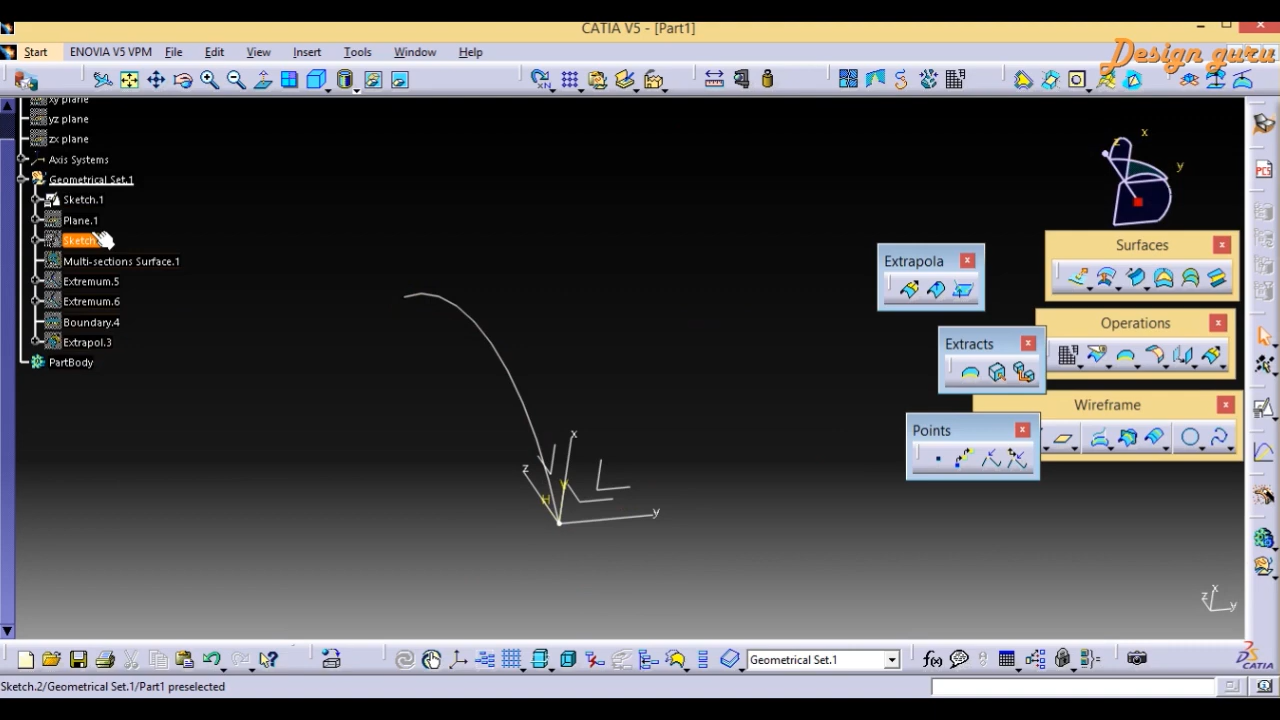 CATIA V5 - [Part1]
Start ENOVIA V5 VPM File Edit View Insert Tools Window Help
Design guru
xy plane
yz plane
zx plane
Axis Systems
Geometrical Set.1
Sketch.1
Plane.1
Sketch
Multi-sections Surface.1
Extremum.5
Extremum.6
Boundary.4
Extrapol.3
PartBody
x
y
z
Surfaces
Extrapola
Operations
Extracts
Wireframe
Points
x
z
y
H
V
x
z
y
Geometrical Set.1
f(x)
CATIA
Sketch.2/Geometrical Set.1/Part1 preselected